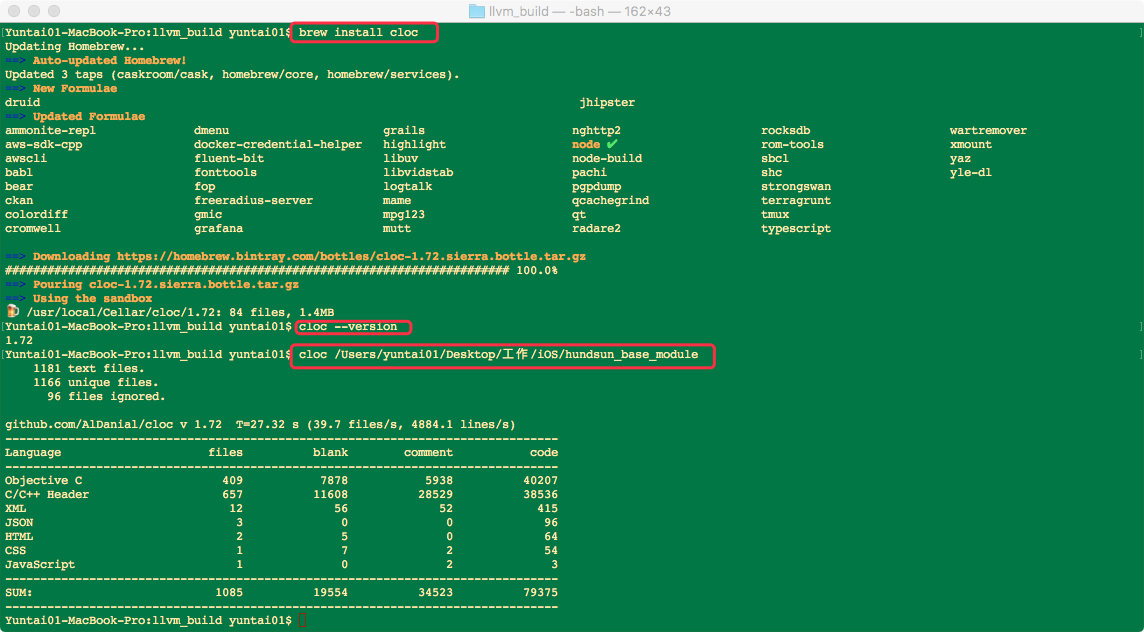 llvm_build — -bash — 162×43
[Yuntai01-MacBook-Pro:llvm_build yuntai01$ brew install cloc ]
Updating Homebrew...
==> Auto-updated Homebrew!
Updated 3 taps (caskroom/cask, homebrew/core, homebrew/services).
==> New Formulae
druid jhipster
==> Updated Formulae
ammonite-repl dmenu grails nghttp2 rocksdb wartremover
aws-sdk-cpp docker-credential-helper highlight node ✔ rom-tools xmount
awscli fluent-bit libuv node-build sbcl yaz
babl fonttools libvidstab pachi shc yle-dl
bear fop logtalk pgpdump strongswan
ckan freeradius-server mame qcachegrind terragrunt
colordiff gmic mpg123 qt tmux
cromwell grafana mutt radare2 typescript
==> Downloading https://homebrew.bintray.com/bottles/cloc-1.72.sierra.bottle.tar.gz
######################################################################## 100.0%
==> Pouring cloc-1.72.sierra.bottle.tar.gz
==> Using the sandbox
🍺 /usr/local/Cellar/cloc/1.72: 84 files, 1.4MB
[Yuntai01-MacBook-Pro:llvm_build yuntai01$ cloc --version ]
1.72
[Yuntai01-MacBook-Pro:llvm_build yuntai01$ cloc /Users/yuntai01/Desktop/工作/iOS/hundsun_base_module ]
1181 text files.
1166 unique files.
96 files ignored.
github.com/AlDanial/cloc v 1.72 T=27.32 s (39.7 files/s, 4884.1 lines/s)
-------------------------------------------------------------------------------
Language files blank comment code
-------------------------------------------------------------------------------
Objective C 409 7878 5938 40207
C/C++ Header 657 11608 28529 38536
XML 12 56 52 415
JSON 3 0 0 96
HTML 2 5 0 64
CSS 1 7 2 54
JavaScript 1 0 2 3
-------------------------------------------------------------------------------
SUM: 1085 19554 34523 79375
-------------------------------------------------------------------------------
Yuntai01-MacBook-Pro:llvm_build yuntai01$